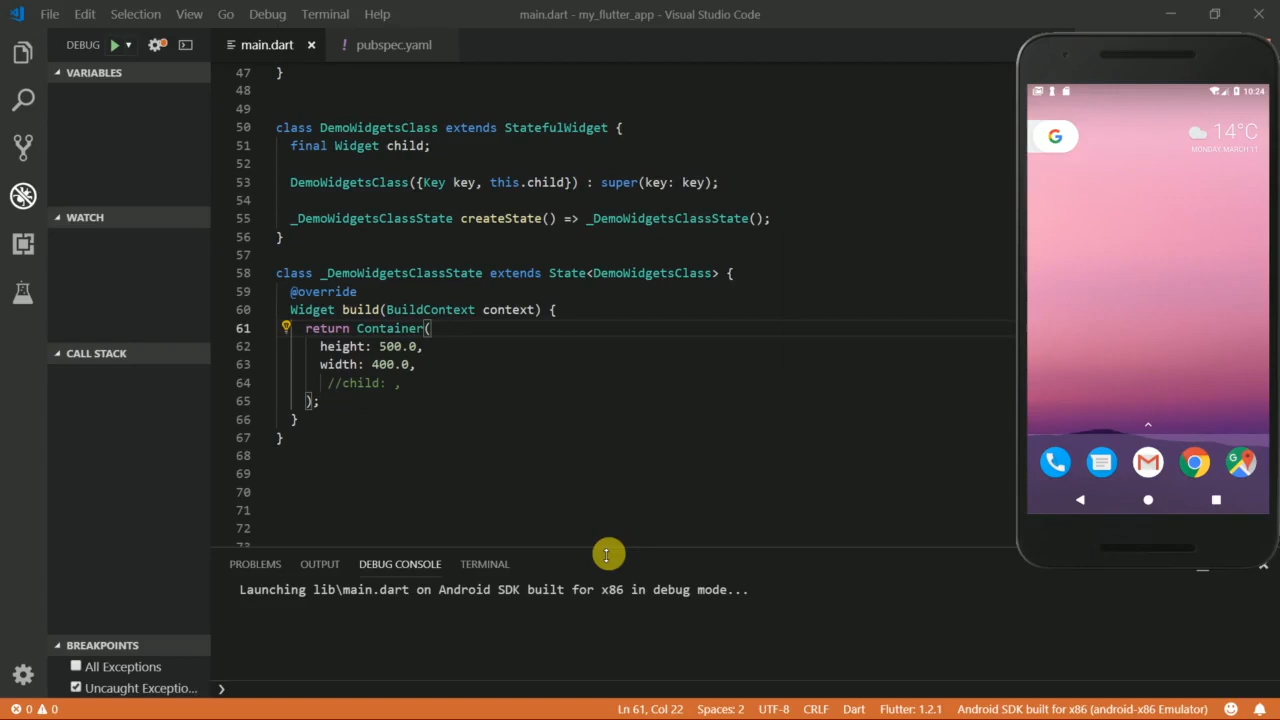 File Edit Selection View Go Debug Terminal Help
main.dart - my_flutter_app - Visual Studio Code
DEBUG
main.dart
pubspec.yaml
VARIABLES
WATCH
CALL STACK
BREAKPOINTS
All Exceptions
Uncaught Exceptio...
47 }
48
49
50 class DemoWidgetsClass extends StatefulWidget {
51 final Widget child;
52
53 DemoWidgetsClass({Key key, this.child}) : super(key: key);
54
55 _DemoWidgetsClassState createState() => _DemoWidgetsClassState();
56 }
57
58 class _DemoWidgetsClassState extends State<DemoWidgetsClass> {
59 @override
60 Widget build(BuildContext context) {
61 return Container(
62 height: 500.0,
63 width: 400.0,
64 //child: ,
65 );
66 }
67 }
68
69
70
71
72
73
PROBLEMS OUTPUT DEBUG CONSOLE TERMINAL
Launching lib\main.dart on Android SDK built for x86 in debug mode...
10:24
G
14°C
MONDAY, MARCH 11
0 0
Ln 61, Col 22 Spaces: 2 UTF-8 CRLF Dart Flutter: 1.2.1 Android SDK built for x86 (android-x86 Emulator)